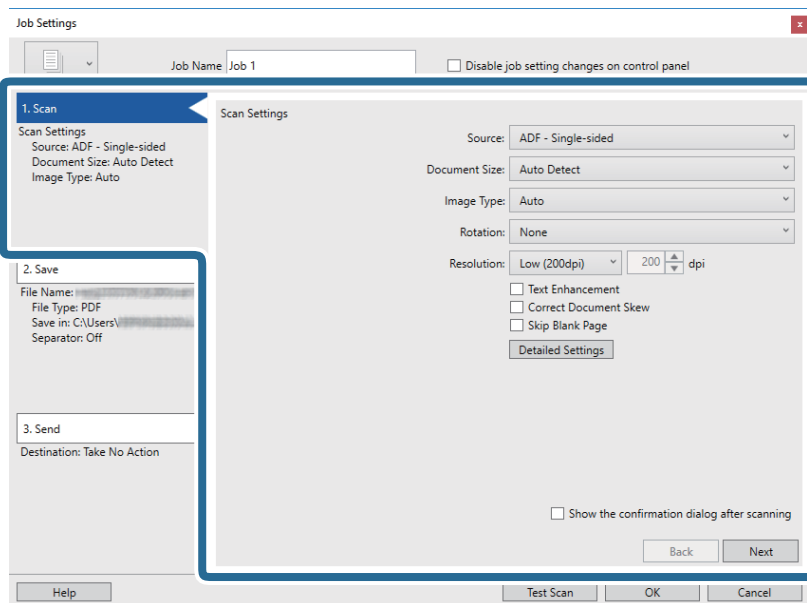 Job Settings
x
Job Name Job 1
Disable job setting changes on control panel
1. Scan
Scan Settings
Source: ADF - Single-sided
Document Size: Auto Detect
Image Type: Auto
2. Save
File Name:
File Type: PDF
Save in: C:\Users\
Separator: Off
3. Send
Destination: Take No Action
Scan Settings
Source: ADF - Single-sided
Document Size: Auto Detect
Image Type: Auto
Rotation: None
Resolution: Low (200dpi) 200 dpi
Text Enhancement
Correct Document Skew
Skip Blank Page
Detailed Settings
Show the confirmation dialog after scanning
Back Next
Help Test Scan OK Cancel